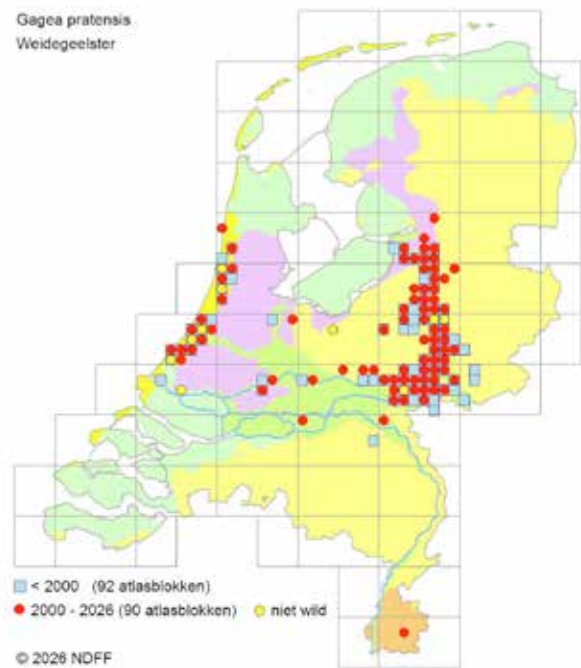 Gagea pratensis
Weidegeelster
< 2000 (92 atlasblokken)
2000 - 2026 (90 atlasblokken) niet wild
© 2026 NDFF